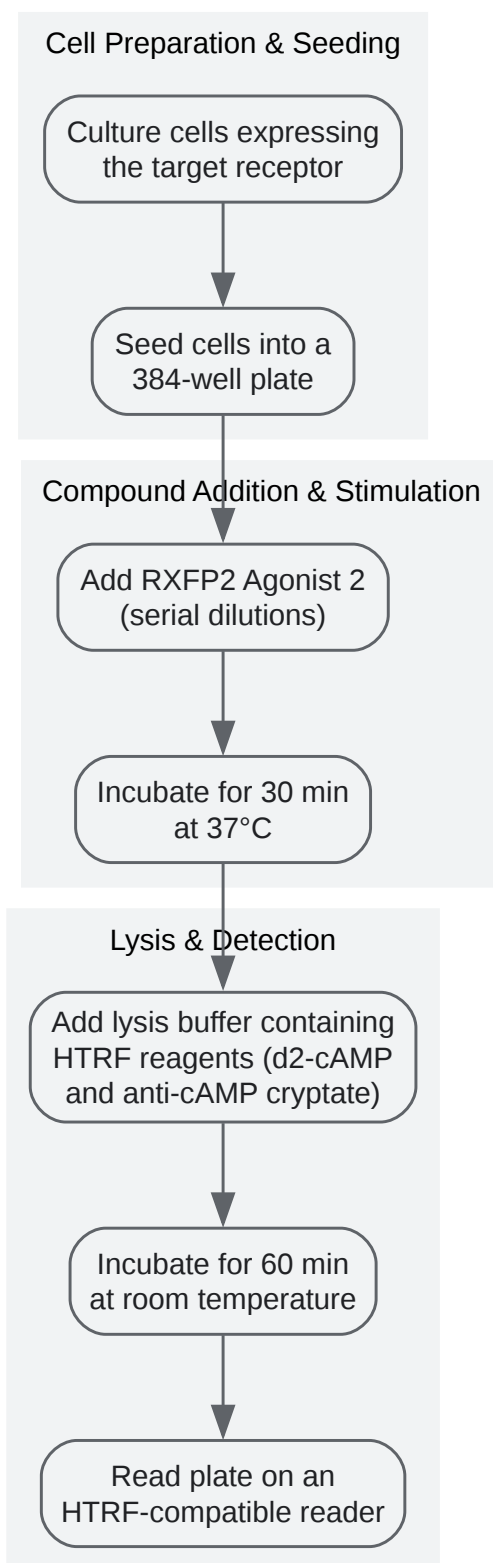 Cell Preparation & Seeding
Culture cells expressing
the target receptor
Seed cells into a
384-well plate
Compound Addition & Stimulation
Add RXFP2 Agonist 2
(serial dilutions)
Incubate for 30 min
at 37°C
Lysis & Detection
Add lysis buffer containing
HTRF reagents (d2-cAMP
and anti-cAMP cryptate)
Incubate for 60 min
at room temperature
Read plate on an
HTRF-compatible reader